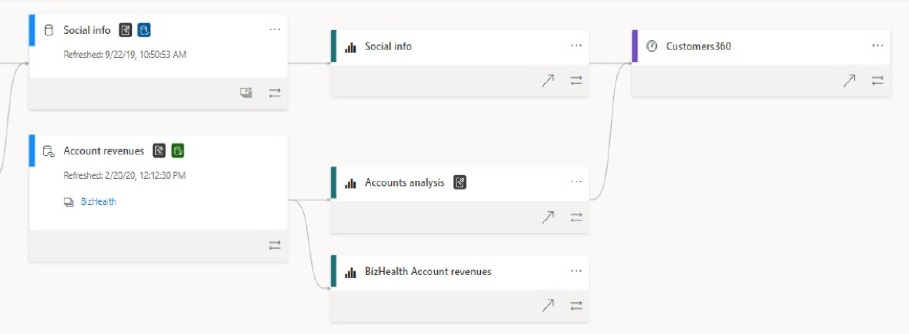 Social info
Refreshed: 9/22/19, 10:50:53 AM
Social info
Customers360
Account revenues
Refreshed: 2/20/20, 12:12:30 PM
BizHealth
Accounts analysis
BizHealth Account revenues